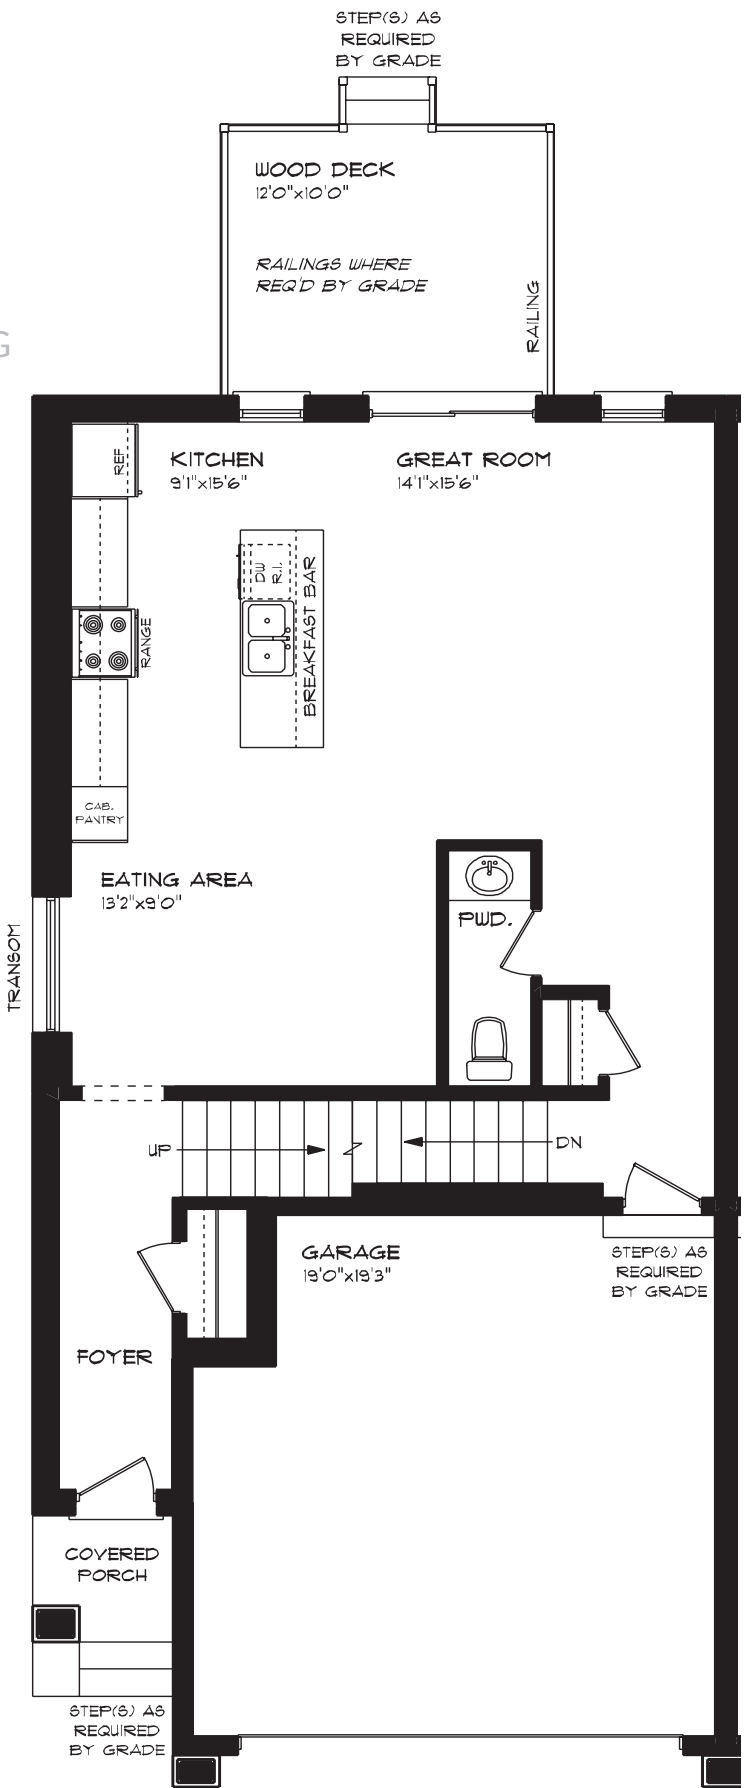 STEP(S) AS
REQUIRED
BY GRADE
WOOD DECK
12'0"x10'0"
RAILINGS WHERE
REQ'D BY GRADE
RAILING
G
REF.
KITCHEN
9'1"x15'6"
GREAT ROOM
14'1"x15'6"
DW
R.I.
BREAKFAST BAR
RANGE
CAB.
PANTRY
EATING AREA
13'2"x9'0"
TRANSOM
PWD.
UP
DN
GARAGE
19'0"x19'3"
STEP(S) AS
REQUIRED
BY GRADE
FOYER
COVERED
PORCH
STEP(S) AS
REQUIRED
BY GRADE